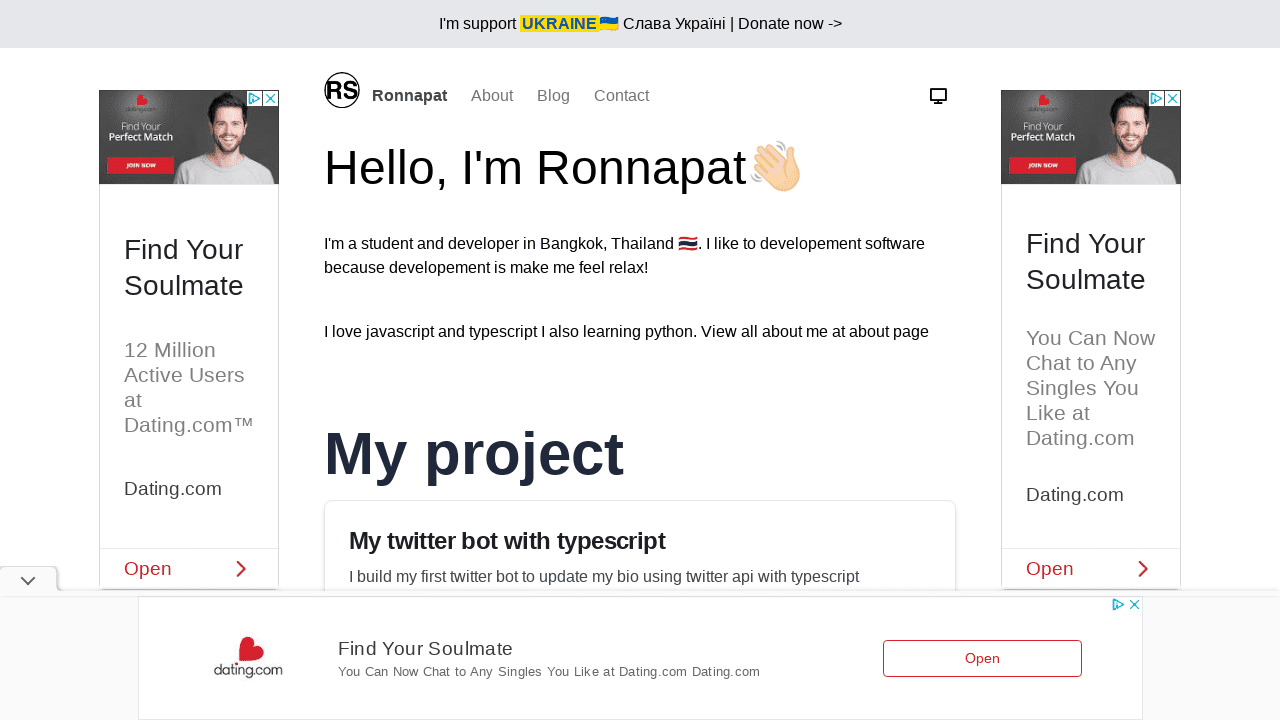 I'm support UKRAINE🇺🇦 Слава Україні | Donate now ->
RS Ronnapat About Blog Contact
Hello, I'm Ronnapat👋🏻
I'm a student and developer in Bangkok, Thailand 🇹🇭. I like to developement software
because developement is make me feel relax!
I love javascript and typescript I also learning python. View all about me at about page
My project
My twitter bot with typescript
I build my first twitter bot to update my bio using twitter api with typescript
dating.com
Find Your
Perfect Match
JOIN NOW
Find Your
Soulmate
12 Million
Active Users
at
Dating.com™
Dating.com
Open
dating.com
Find Your
Perfect Match
JOIN NOW
Find Your
Soulmate
You Can Now
Chat to Any
Singles You
Like at
Dating.com
Dating.com
Open
dating.com
Find Your Soulmate
You Can Now Chat to Any Singles You Like at Dating.com Dating.com
Open